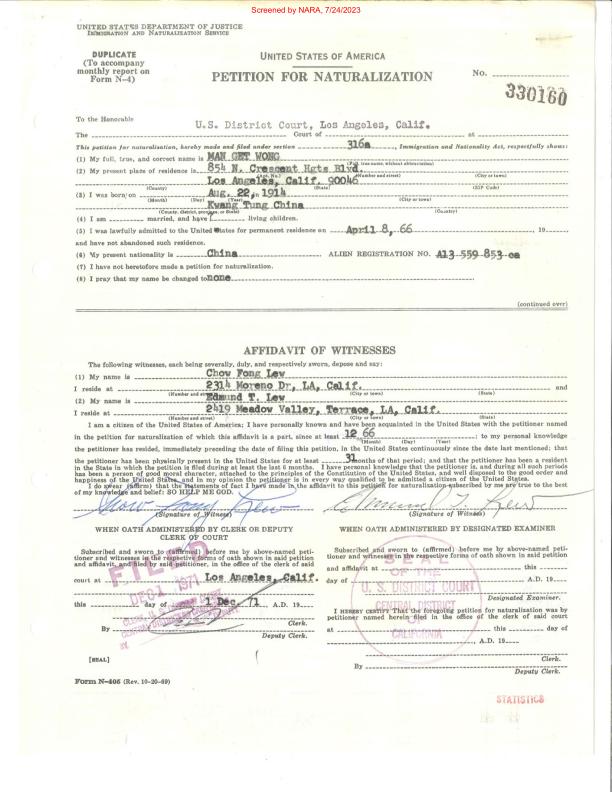 Screened by NARA, 7/24/2023
UNITED STATES DEPARTMENT OF JUSTICE
IMMIGRATION AND NATURALIZATION SERVICE
DUPLICATE
(To accompany
monthly report on
Form N-4)
UNITED STATES OF AMERICA
PETITION FOR NATURALIZATION
No.
330160
To the Honorable
U.S. District Court, Los Angeles, Calif.
The Court of at
This petition for naturalization, hereby made and filed under section 316a, Immigration and Nationality Act, respectfully shows:
(1) My full, true, and correct name is MAN GET WONG
(Full, true name, without abbreviations)
(2) My present place of residence is 854 N. Crescent Hgts Blvd.
(Apt. No.) (Number and street) (City or town)
Los Angeles, Calif. 90046
(County) (State) (ZIP Code)
(3) I was born on Aug. 22, 1914
(Month) (Day) (Year) (City or town)
Kwang Tung China
(County, district, province, or State) (Country)
(4) I am married, and have living children.
(5) I was lawfully admitted to the United States for permanent residence on April 8, 66, 19
and have not abandoned such residence.
(6) My present nationality is China ALIEN REGISTRATION NO. A13 559 853 ca
(7) I have not heretofore made a petition for naturalization.
(8) I pray that my name be changed to none
(continued over)
AFFIDAVIT OF WITNESSES
The following witnesses, each being severally, duly, and respectively sworn, depose and say:
(1) My name is Chow Fong Lew
I reside at 2314 Moreno Dr, LA, Calif. and
(Number and street) (City or town) (State)
(2) My name is Edmund T. Lew
I reside at 2419 Meadow Valley, Terrace, LA, Calif.
(Number and street) (City or town) (State)
I am a citizen of the United States of America; I have personally known and have been acquainted in the United States with the petitioner named
in the petition for naturalization of which this affidavit is a part, since at least 12 66 to my personal knowledge
(Month) (Day) (Year)
the petitioner has resided, immediately preceding the date of filing this petition, in the United States continuously since the date last mentioned; that
the petitioner has been physically present in the United States for at least 31 months of that period; and that the petitioner has been a resident
in the State in which the petition is filed during at least the last 6 months. I have personal knowledge that the petitioner is, and during all such periods
has been a person of good moral character, attached to the principles of the Constitution of the United States, and well disposed to the good order and
happiness of the United States, and in my opinion the petitioner is in every way qualified to be admitted a citizen of the United States.
I do swear (affirm) that the statements of fact I have made in the affidavit to this petition for naturalization subscribed by me are true to the best
of my knowledge and belief: SO HELP ME GOD.
Chow Fong Lew Edmund T. Lew
(Signature of Witness) (Signature of Witness)
WHEN OATH ADMINISTERED BY CLERK OR DEPUTY
CLERK OF COURT
Subscribed and sworn to (affirmed) before me by above-named peti-
tioner and witnesses in the respective forms of oath shown in said petition
and affidavit, and filed by said petitioner, in the office of the clerk of said
court at Los Angeles, Calif.
this day of 1 Dec. 71 A.D. 19
Clerk.
By
Deputy Clerk.
[SEAL]
FILED
DEC 1 1971
WHEN OATH ADMINISTERED BY DESIGNATED EXAMINER
Subscribed and sworn to (affirmed) before me by above-named peti-
tioner and witnesses in the respective forms of oath shown in said petition
and affidavit at this
day of A.D. 19
Designated Examiner.
I HEREBY CERTIFY That the foregoing petition for naturalization was by
petitioner named herein filed in the office of the clerk of said court
at this day of
A.D. 19
Clerk.
By
Deputy Clerk.
SEAL
OF THE
U. S. DISTRICT COURT
CALIFORNIA
Form N-405 (Rev. 10-20-69)
STATISTICS